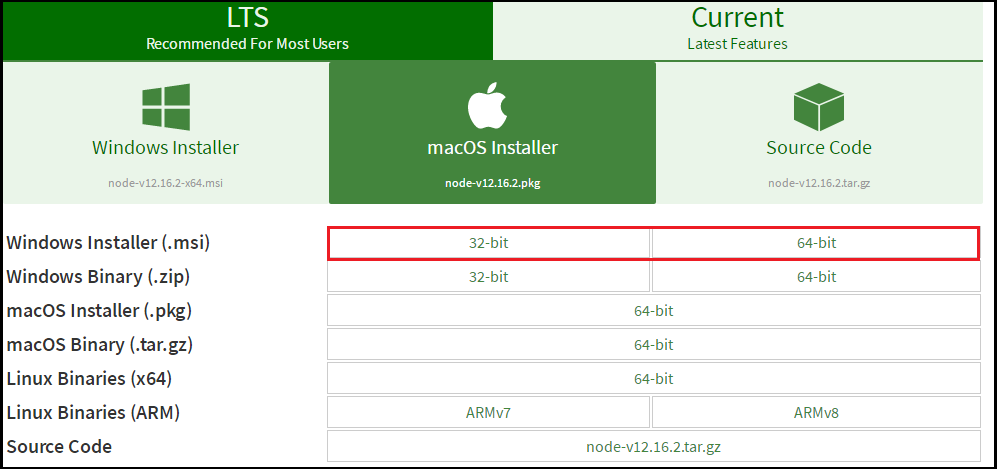 LTS
Recommended For Most Users
Current
Latest Features
Windows Installer
node-v12.16.2-x64.msi
macOS Installer
node-v12.16.2.pkg
Source Code
node-v12.16.2.tar.gz
Windows Installer (.msi) 32-bit 64-bit
Windows Binary (.zip) 32-bit 64-bit
macOS Installer (.pkg) 64-bit
macOS Binary (.tar.gz) 64-bit
Linux Binaries (x64) 64-bit
Linux Binaries (ARM) ARMv7 ARMv8
Source Code node-v12.16.2.tar.gz